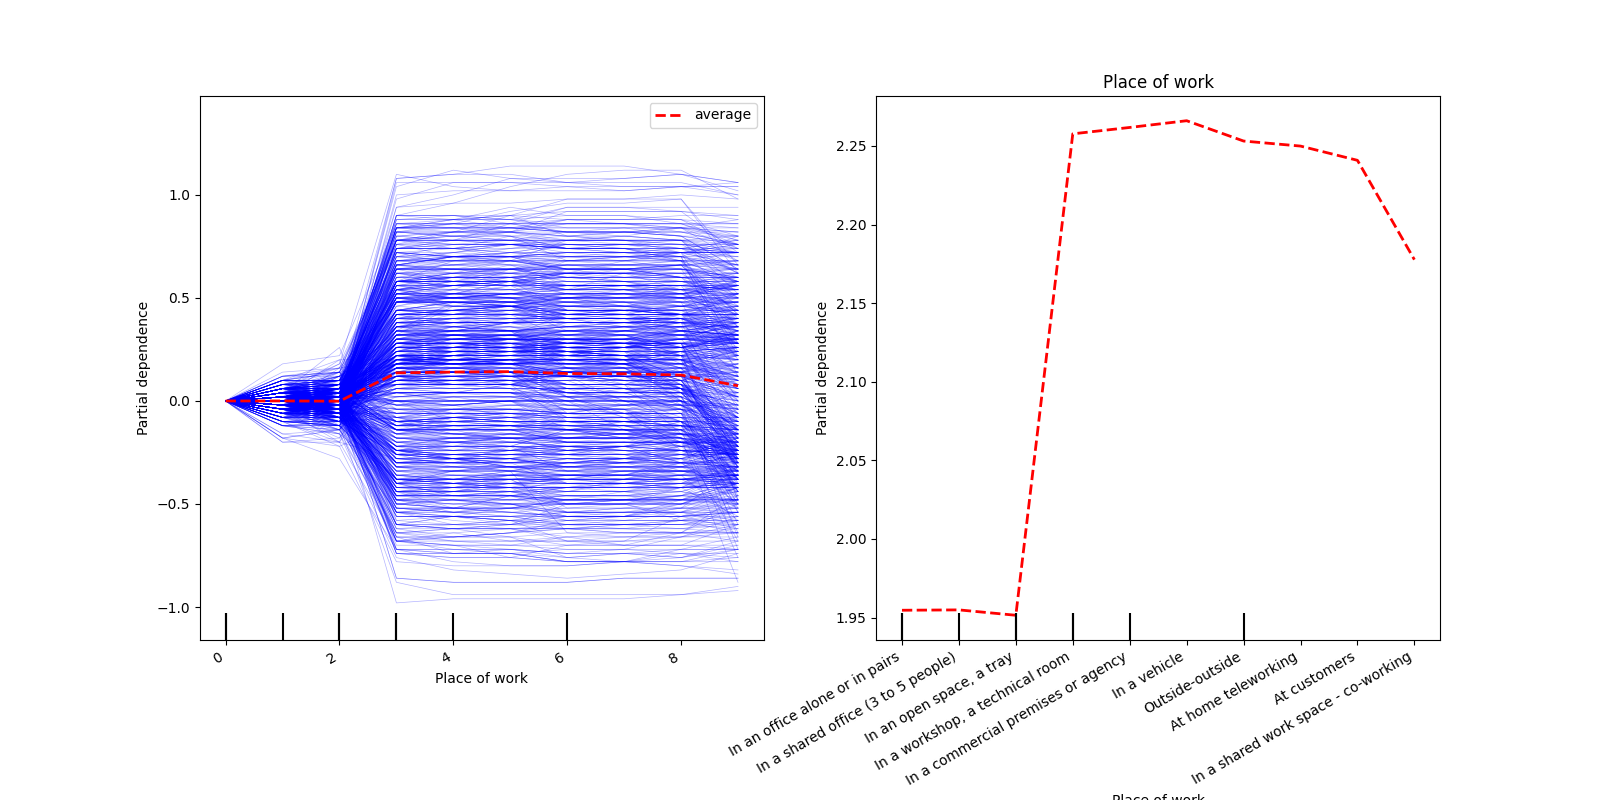 Place of work
average
Partial dependence
1.0
0.5
0.0
−0.5
−1.0
0
2
4
6
8
Place of work
Partial dependence
2.25
2.20
2.15
2.10
2.05
2.00
1.95
In an office alone or in pairs
In a shared office (3 to 5 people)
In an open space, a tray
In a workshop, a technical room
In a commercial premises or agency
In a vehicle
Outside-outside
At home teleworking
At customers
In a shared work space - co-working
Place of work